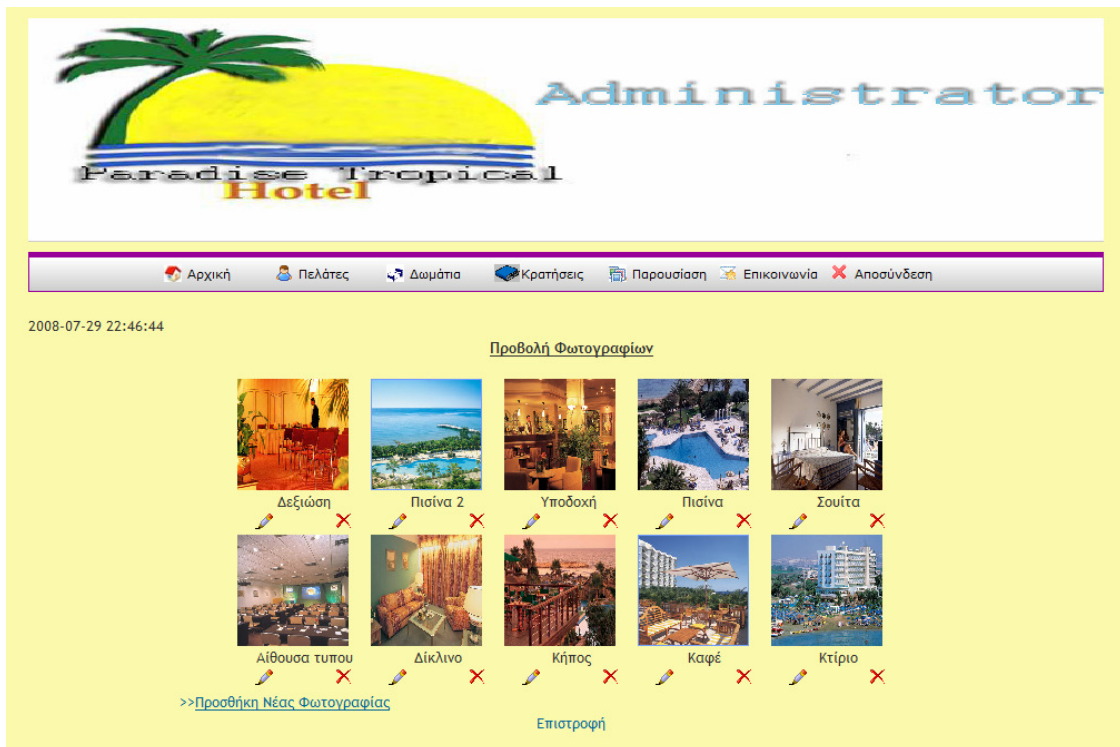 Administrator
Paradise Tropical
Hotel
Αρχική Πελάτες Δωμάτια Κρατήσεις Παρουσίαση Επικοινωνία Αποσύνδεση
2008-07-29 22:46:44
Προβολή Φωτογραφίων
Δεξιώση Πισίνα 2 Υποδοχή Πισίνα Σουίτα
Αίθουσα τυπου Δίκλινο Κήπος Καφέ Κτίριο
>>Προσθήκη Νέας Φωτογραφίας
Επιστροφή